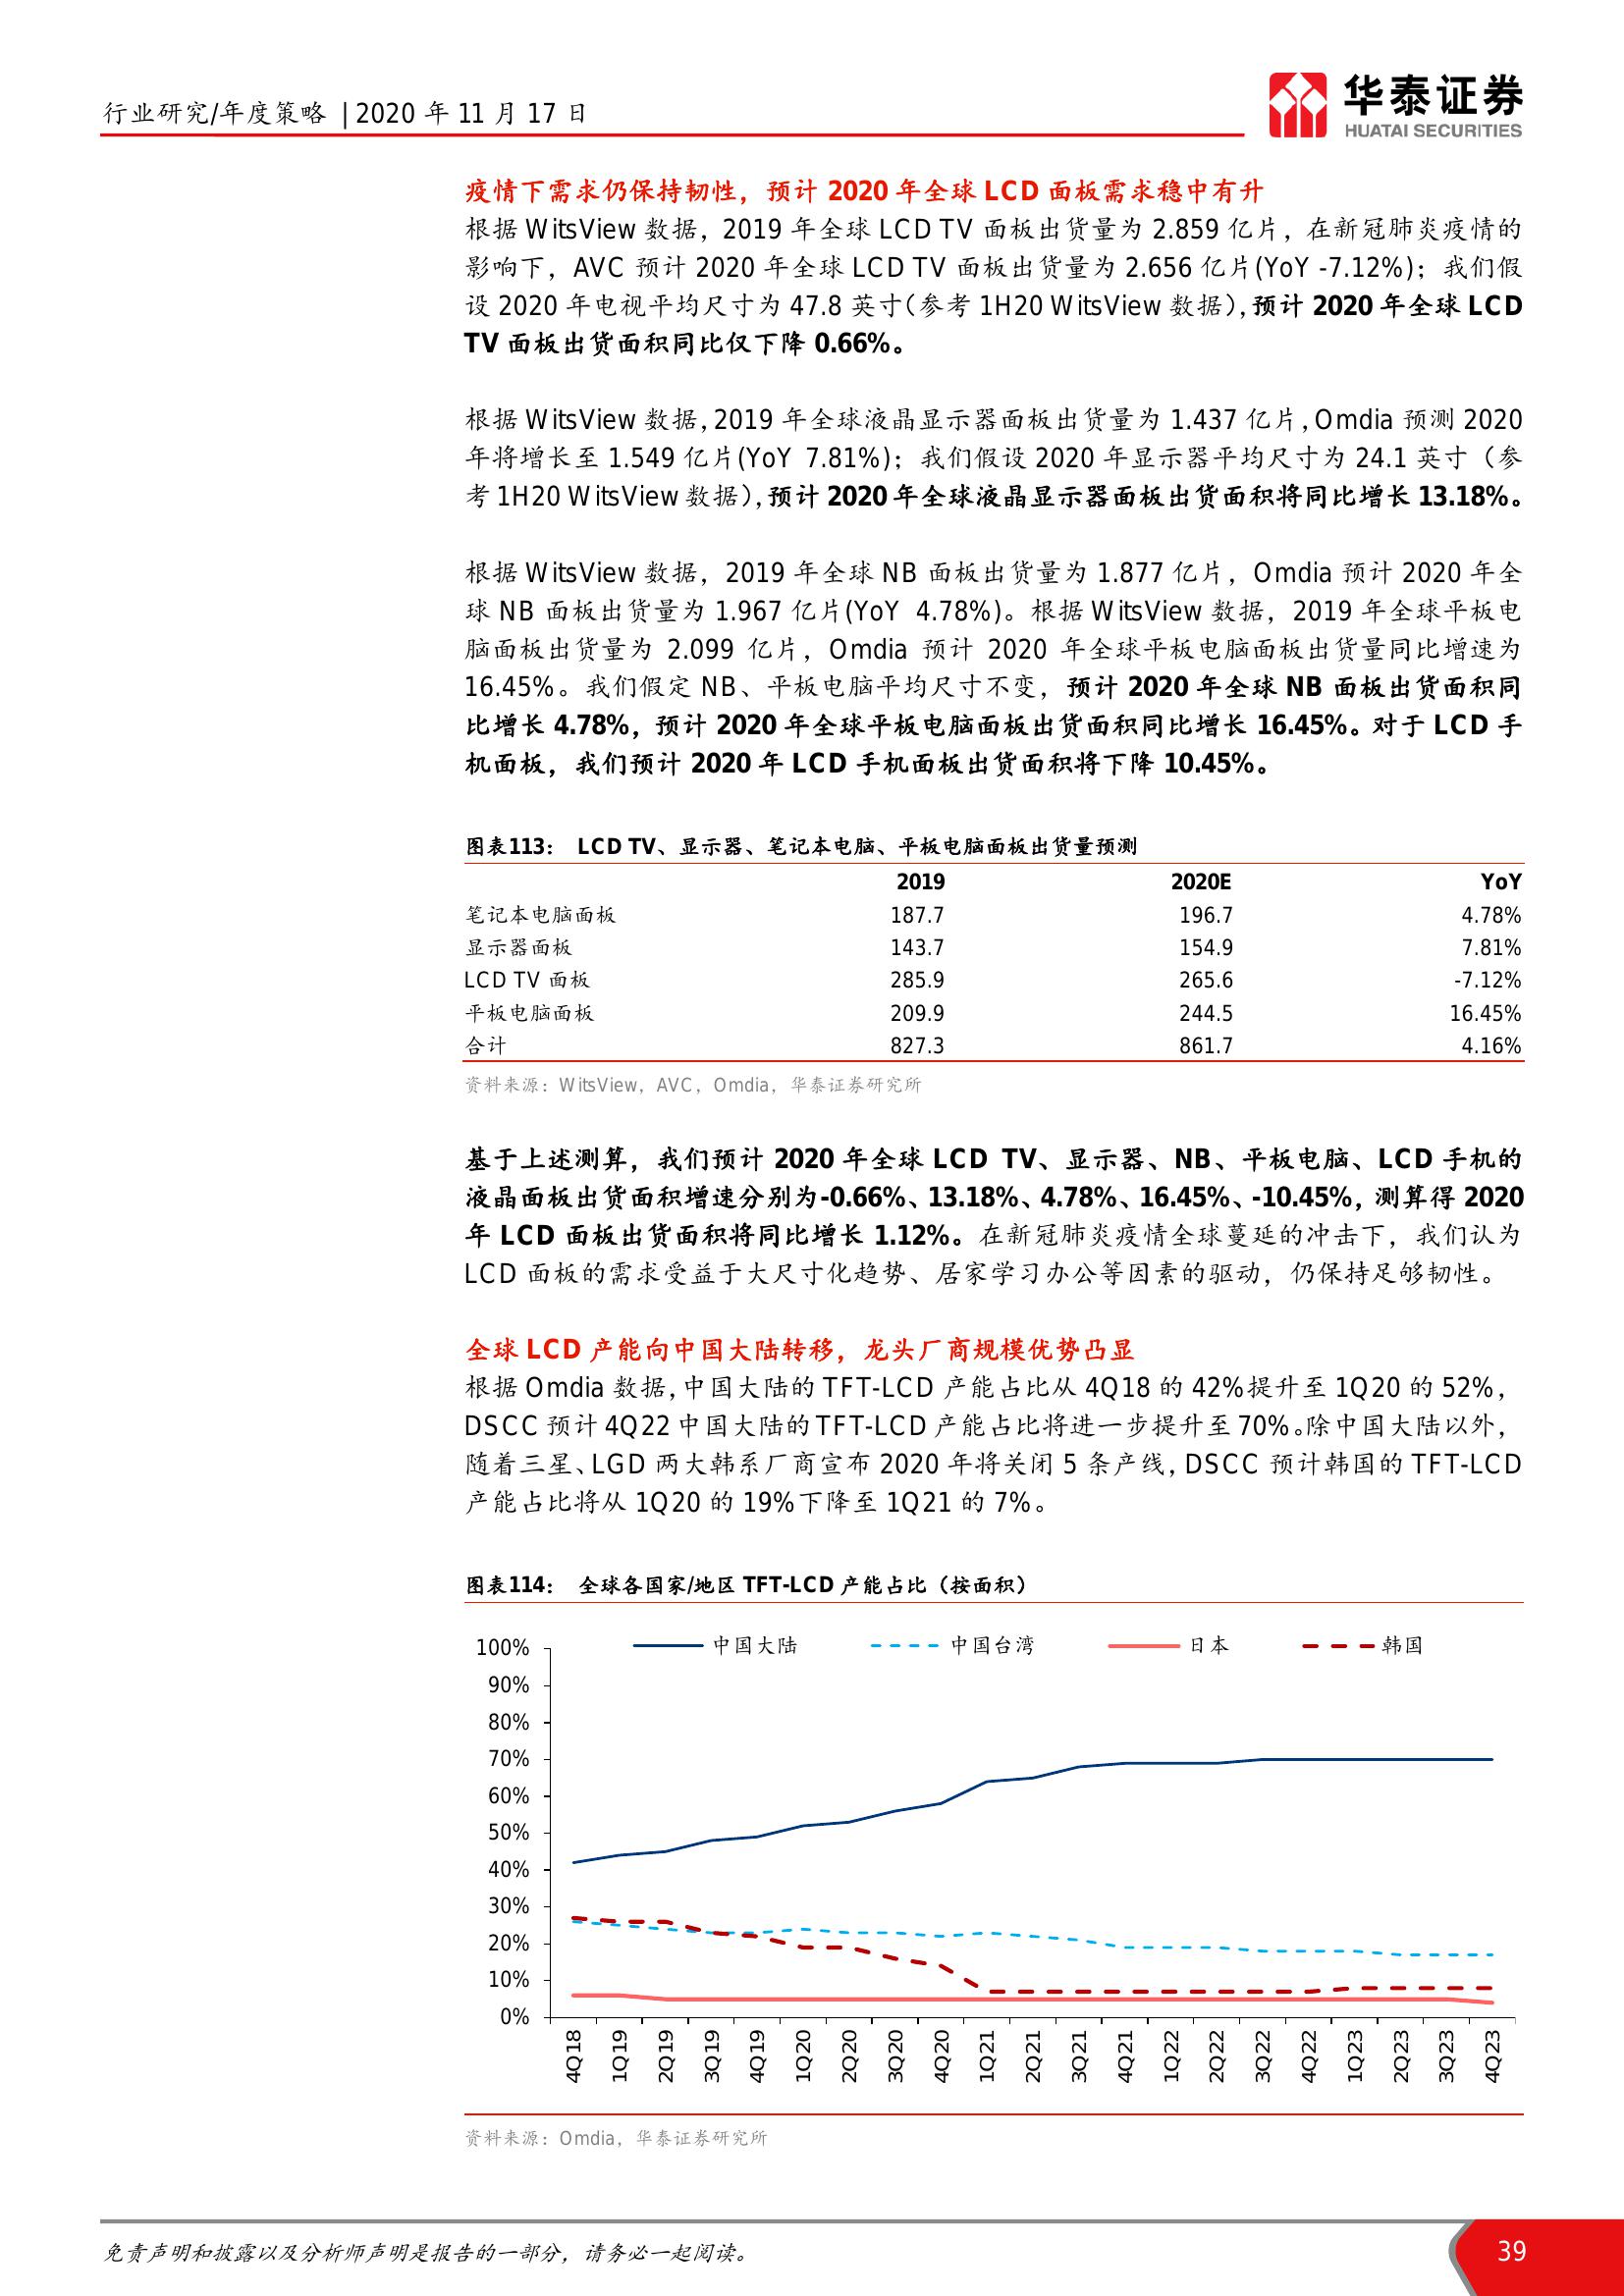 行业研究/年度策略 | 2020 年 11 月 17 日
华泰证券
HUATAI SECURITIES
疫情下需求仍保持韧性，预计 2020 年全球 LCD 面板需求稳中有升
根据 WitsView 数据，2019 年全球 LCD TV 面板出货量为 2.859 亿片，在新冠肺炎疫情的
影响下，AVC 预计 2020 年全球 LCD TV 面板出货量为 2.656 亿片(YoY -7.12%)；我们假
设 2020 年电视平均尺寸为 47.8 英寸（参考 1H20 WitsView 数据），预计 2020 年全球 LCD
TV 面板出货面积同比仅下降 0.66%。
根据 WitsView 数据，2019 年全球液晶显示器面板出货量为 1.437 亿片，Omdia 预测 2020
年将增长至 1.549 亿片(YoY 7.81%)；我们假设 2020 年显示器平均尺寸为 24.1 英寸（参
考 1H20 WitsView 数据），预计 2020 年全球液晶显示器面板出货面积将同比增长 13.18%。
根据 WitsView 数据，2019 年全球 NB 面板出货量为 1.877 亿片，Omdia 预计 2020 年全
球 NB 面板出货量为 1.967 亿片(YoY 4.78%)。根据 WitsView 数据，2019 年全球平板电
脑面板出货量为 2.099 亿片，Omdia 预计 2020 年全球平板电脑面板出货量同比增速为
16.45%。我们假定 NB、平板电脑平均尺寸不变，预计 2020 年全球 NB 面板出货面积同
比增长 4.78%，预计 2020 年全球平板电脑面板出货面积同比增长 16.45%。对于 LCD 手
机面板，我们预计 2020 年 LCD 手机面板出货面积将下降 10.45%。
图表113： LCD TV、显示器、笔记本电脑、平板电脑面板出货量预测
2019 2020E YoY
笔记本电脑面板 187.7 196.7 4.78%
显示器面板 143.7 154.9 7.81%
LCD TV 面板 285.9 265.6 -7.12%
平板电脑面板 209.9 244.5 16.45%
合计 827.3 861.7 4.16%
资料来源：WitsView，AVC，Omdia，华泰证券研究所
基于上述测算，我们预计 2020 年全球 LCD TV、显示器、NB、平板电脑、LCD 手机的
液晶面板出货面积增速分别为-0.66%、13.18%、4.78%、16.45%、-10.45%，测算得 2020
年 LCD 面板出货面积将同比增长 1.12%。在新冠肺炎疫情全球蔓延的冲击下，我们认为
LCD 面板的需求受益于大尺寸化趋势、居家学习办公等因素的驱动，仍保持足够韧性。
全球 LCD 产能向中国大陆转移，龙头厂商规模优势凸显
根据 Omdia 数据，中国大陆的 TFT-LCD 产能占比从 4Q18 的 42%提升至 1Q20 的 52%，
DSCC 预计 4Q22 中国大陆的 TFT-LCD 产能占比将进一步提升至 70%。除中国大陆以外，
随着三星、LGD 两大韩系厂商宣布 2020 年将关闭 5 条产线，DSCC 预计韩国的 TFT-LCD
产能占比将从 1Q20 的 19%下降至 1Q21 的 7%。
图表114： 全球各国家/地区 TFT-LCD 产能占比（按面积）
中国大陆 中国台湾 日本 韩国
100%
90%
80%
70%
60%
50%
40%
30%
20%
10%
0%
4Q18 1Q19 2Q19 3Q19 4Q19 1Q20 2Q20 3Q20 4Q20 1Q21 2Q21 3Q21 4Q21 1Q22 2Q22 3Q22 4Q22 1Q23 2Q23 3Q23 4Q23
资料来源：Omdia，华泰证券研究所
免责声明和披露以及分析师声明是报告的一部分，请务必一起阅读。
39